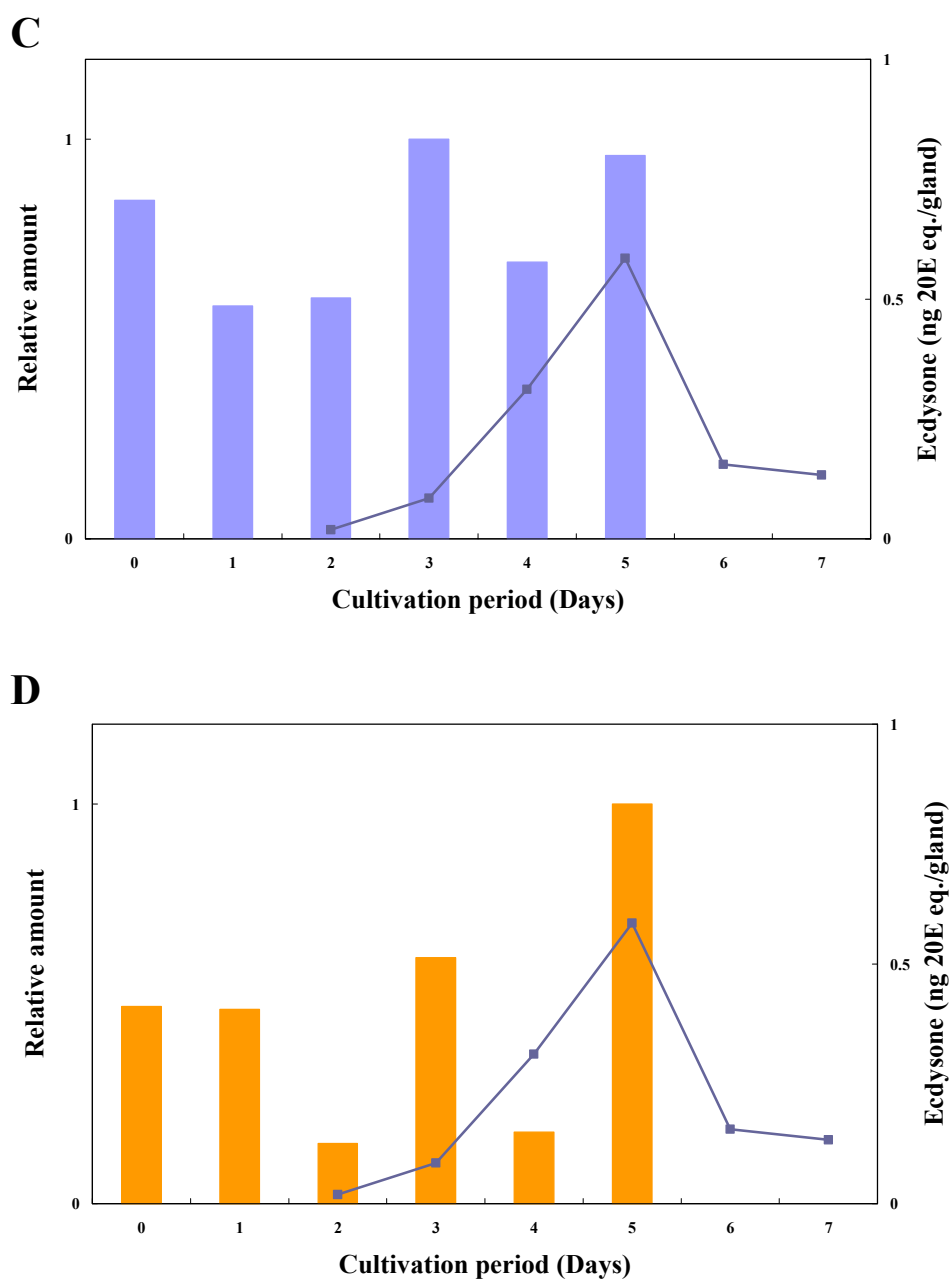 C
1
0
Relative amount
1
0.5
0
Ecdysone (ng 20E eq./gland)
0 1 2 3 4 5 6 7
Cultivation period (Days)
D
1
0
Relative amount
1
0.5
0
Ecdysone (ng 20E eq./gland)
0 1 2 3 4 5 6 7
Cultivation period (Days)